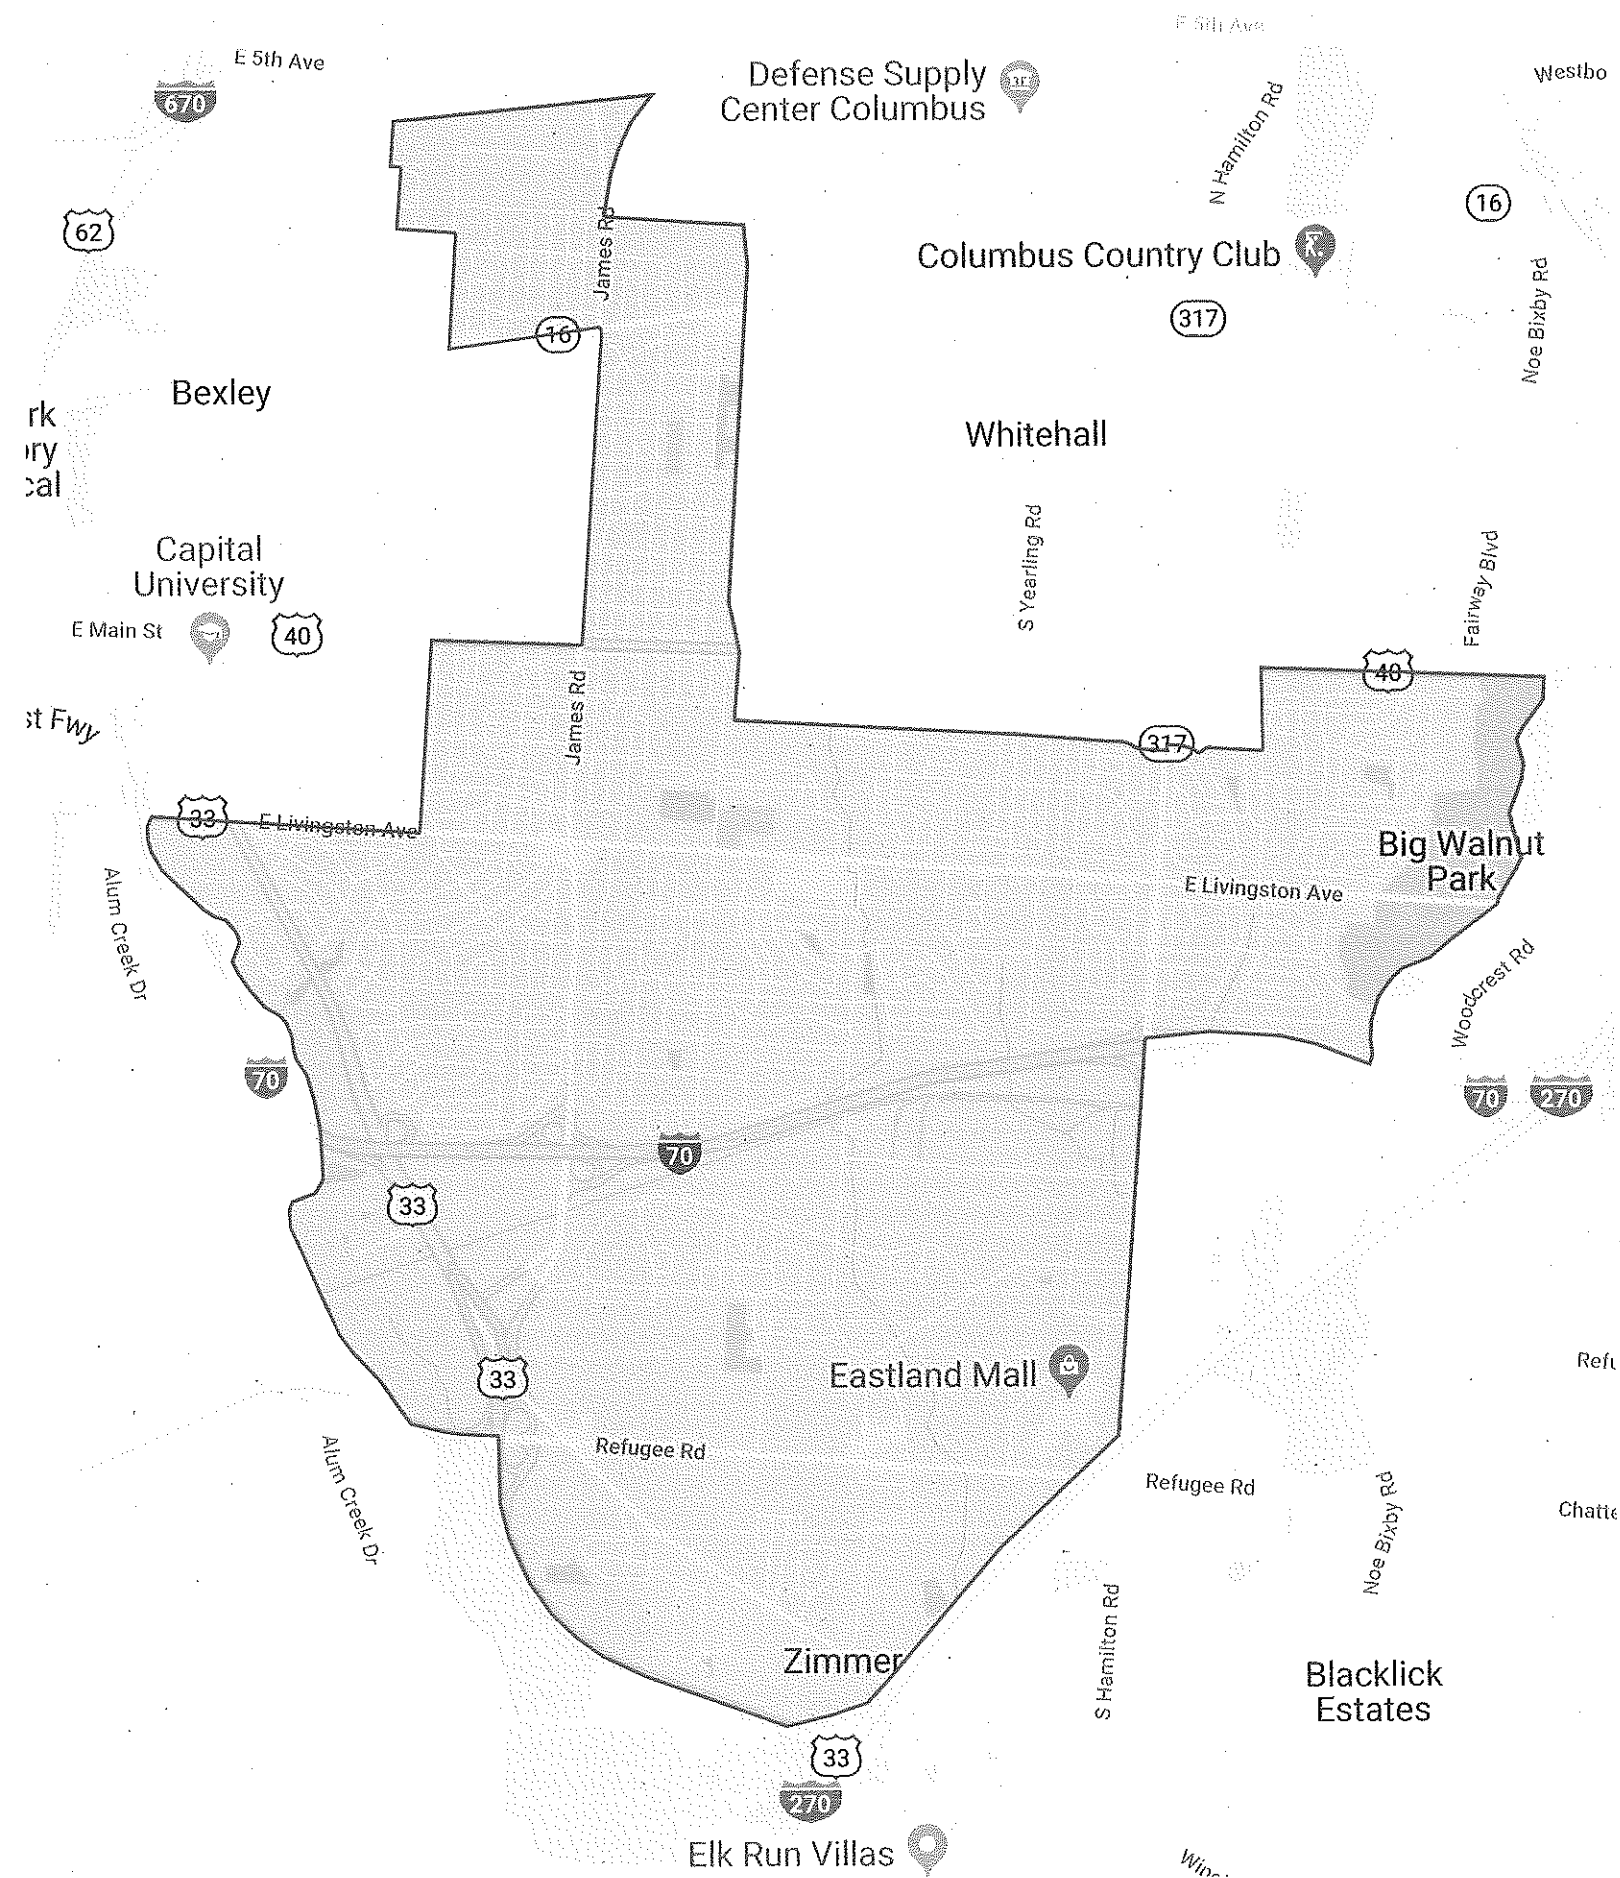 E 5th Ave
E 5th Ave
670
Defense Supply
Center Columbus
Westbo
N Hamilton Rd
62
16
James Rd
Columbus Country Club
317
Noe Bixby Rd
16
Bexley
rk
ory
cal
Whitehall
S Yearling Rd
Capital
University
E Main St
40
Fairway Blvd
40
James Rd
st Fwy
317
33
E Livingston Ave
Big Walnut
Park
E Livingston Ave
Alum Creek Dr
Woodcrest Rd
70
70
270
70
33
Eastland Mall
33
Refu
Refugee Rd
Alum Creek Dr
Refugee Rd
Noe Bixby Rd
Chatte
S Hamilton Rd
Zimmer
Blacklick
Estates
33
270
Elk Run Villas